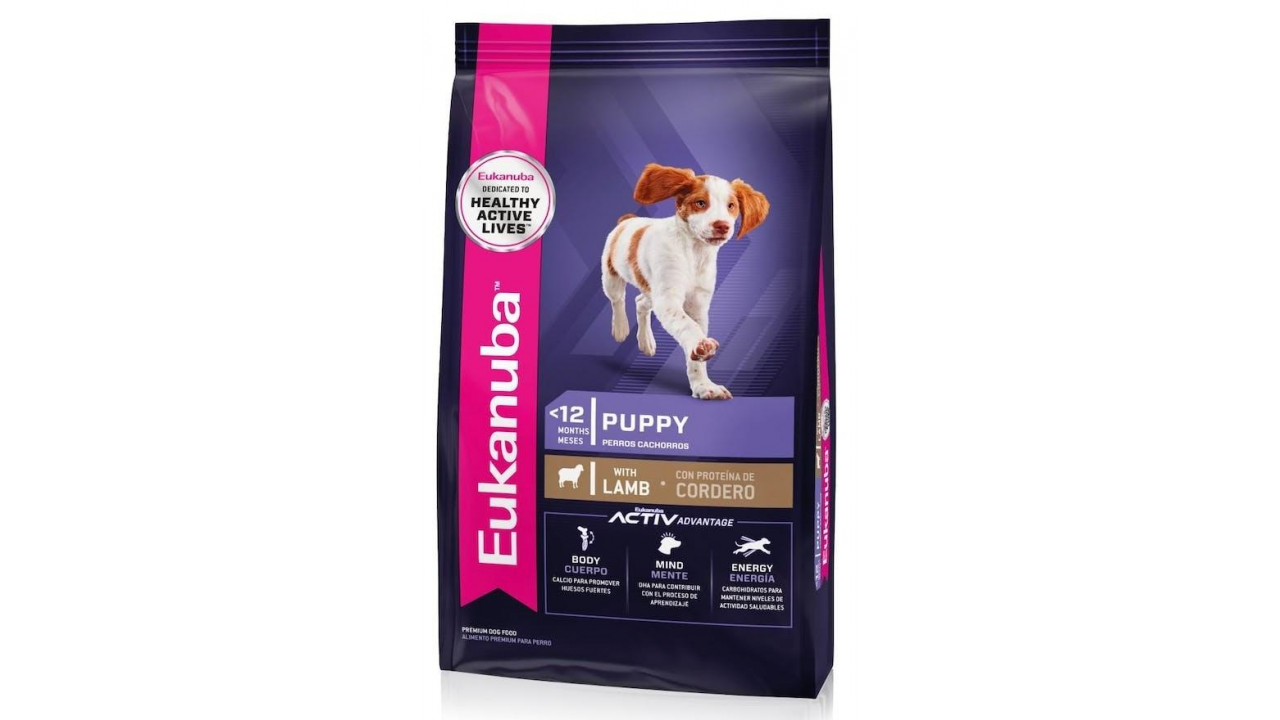 Eukanuba
DEDICATED TO
HEALTHY
ACTIVE
LIVES™
Eukanuba™
<12
MONTHS
MESES
PUPPY
PERROS CACHORROS
WITH
LAMB
CON PROTEÍNA DE
CORDERO
Eukanuba
ACTIV ADVANTAGE
BODY
CUERPO
CALCIO PARA PROMOVER
HUESOS FUERTES
MIND
MENTE
DHA PARA CONTRIBUIR
CON EL PROCESO DE
APRENDIZAJE
ENERGY
ENERGÍA
CARBOHIDRATOS PARA
MANTENER NIVELES DE
ACTIVIDAD SALUDABLES
PREMIUM DOG FOOD
ALIMENTO PREMIUM PARA PERRO
Eukanuba
PUPPY